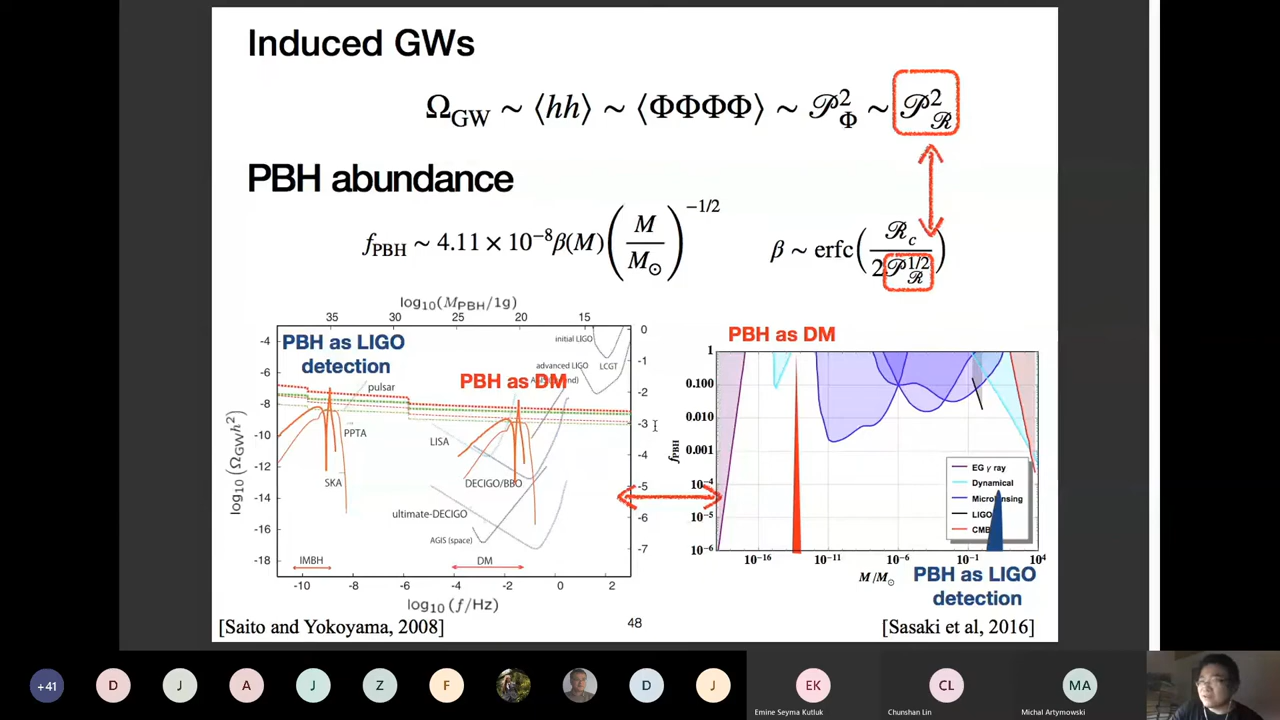 Induced GWs
Ω_GW ∼ ⟨hh⟩ ∼ ⟨ΦΦΦΦ⟩ ∼ 𝒫²_Φ ∼ 𝒫²_ℛ
PBH abundance
f_PBH ∼ 4.11 × 10⁻⁸ β(M) (M/M_⊙)^(−1/2)
β ∼ erfc(ℛ_c / 2𝒫_ℛ^(1/2))
log₁₀(M_PBH/1g)
35 29 25 20 15
PBH as LIGO
detection
PBH as DM
initial LIGO
advanced LIGO
LCGT
pulsar
PPTA
LISA
SKA
DECIGO/BBO
ultimate-DECIGO
AGIS (space)
IMBH
DM
-4
-6
-8
-10
-12
-14
-16
-18
0
-1
-2
-3
-4
-5
-6
-7
log₁₀(Ω_GW h²)
-10 -8 -6 -4 -2 0 2
log₁₀(f/Hz)
[Saito and Yokoyama, 2008]
48
PBH as DM
1
0.100
0.010
0.001
10⁻⁴
10⁻⁵
10⁻⁶
f_PBH
EG γ ray
Dynamical
LIGO
CMB
10⁻¹⁶ 10⁻¹¹ 10⁻⁶ 10⁻¹ 10⁴
M/M_⊙
PBH as LIGO
detection
[Sasaki et al, 2016]
+41 D J A J Z F D J EK CL MA
Emine Seyma Kutluk
Chunshan Lin
Michal Artymowski